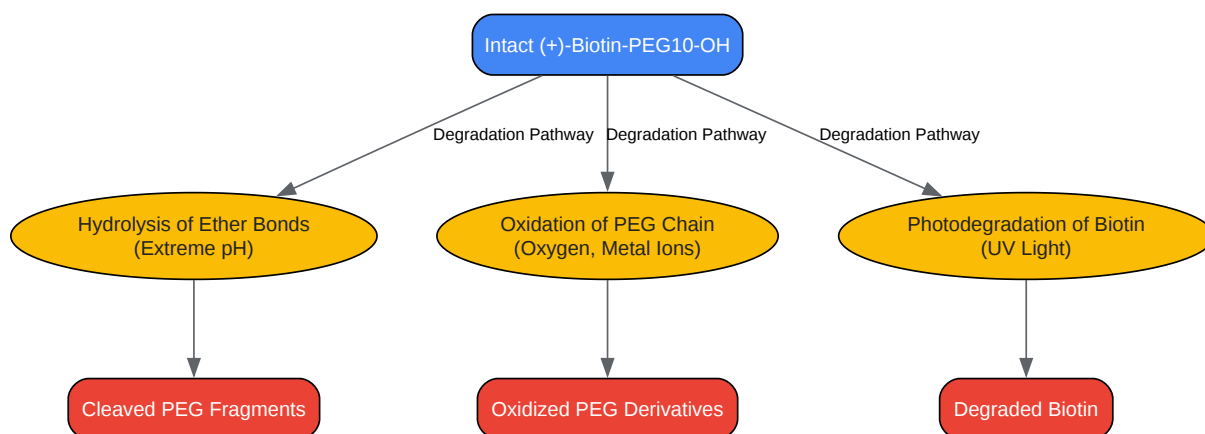 Intact (+)-Biotin-PEG10-OH
Degradation Pathway
Degradation Pathway
Degradation Pathway
Hydrolysis of Ether Bonds
(Extreme pH)
Oxidation of PEG Chain
(Oxygen, Metal Ions)
Photodegradation of Biotin
(UV Light)
Cleaved PEG Fragments
Oxidized PEG Derivatives
Degraded Biotin